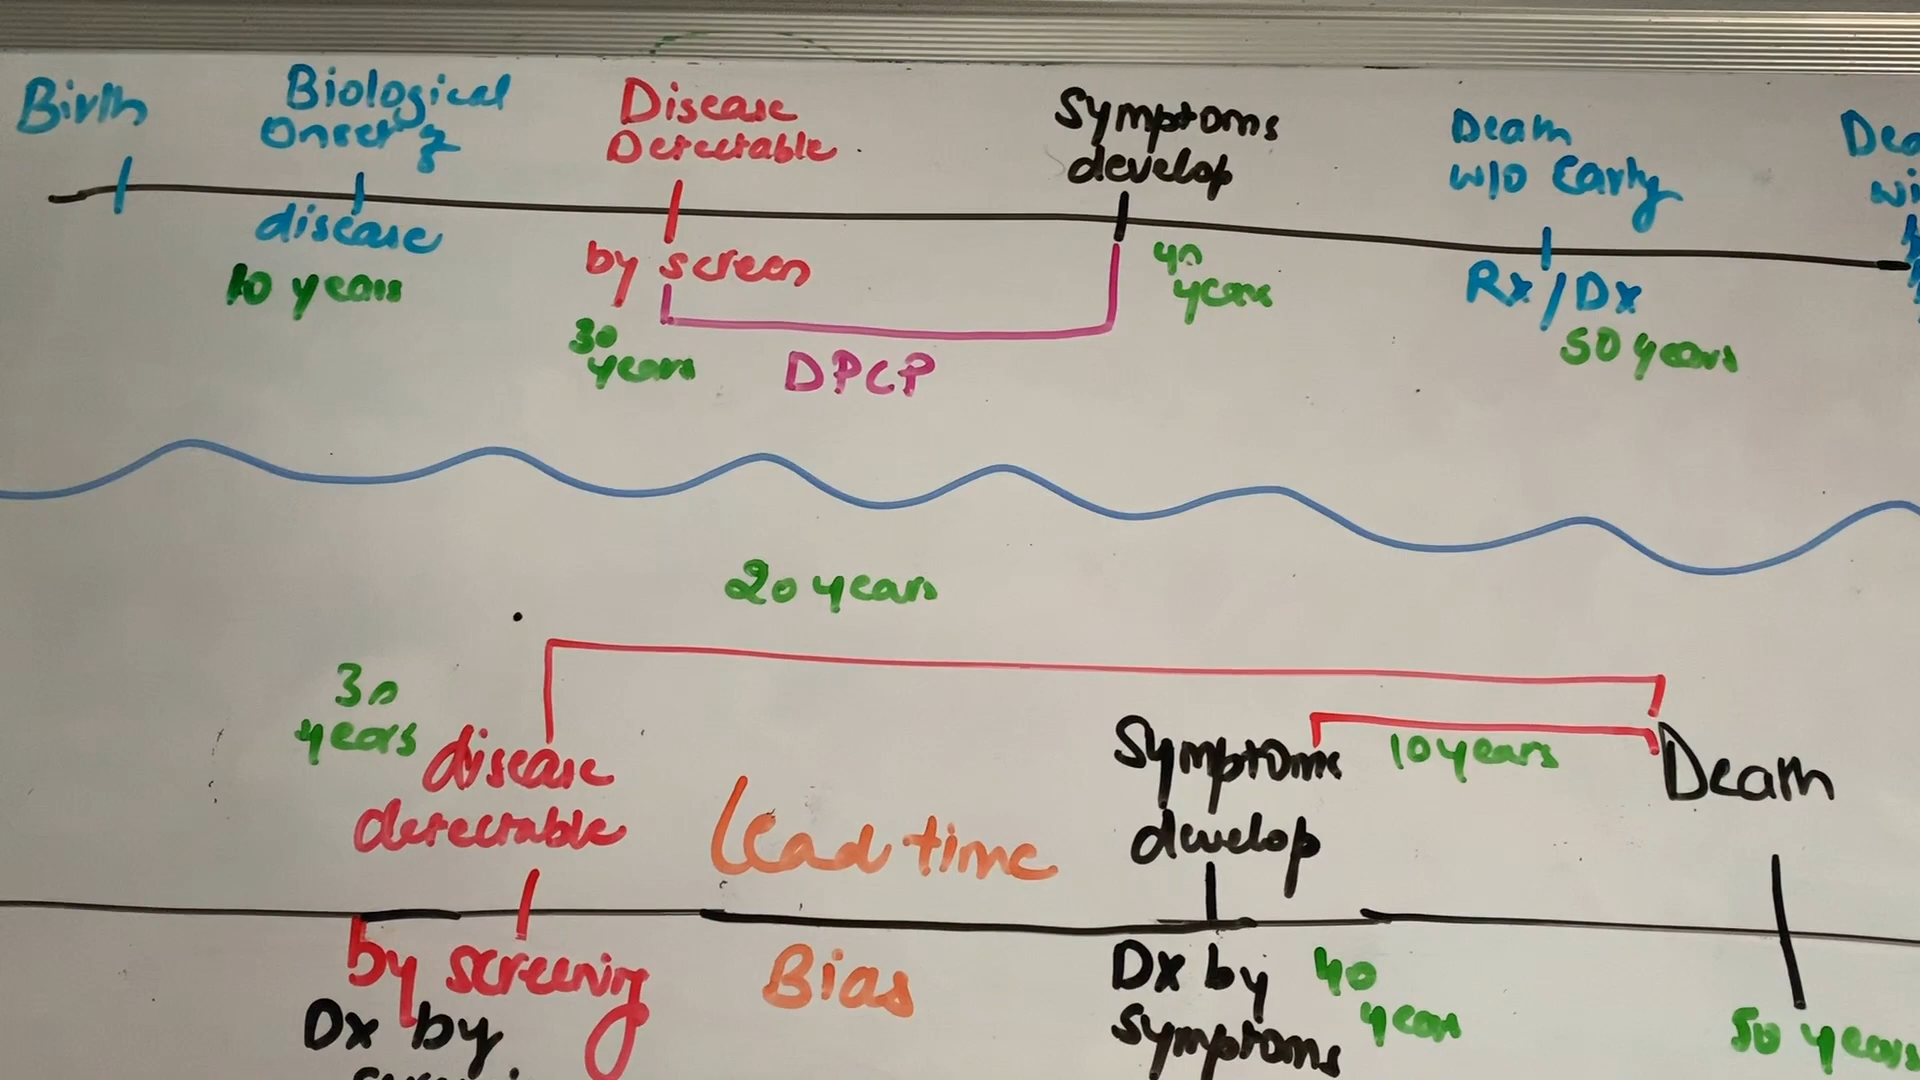 Birth
Biological
Onset of
disease
10 years
Disease
Detectable
by screen
30
years
DPCP
Symptoms
develop
40
years
Death
w/o Early
Rx/Dx
50 years
20 years
30
years
disease
detectable
by screening
Dx by
Lead time
Bias
Symptoms
develop
Dx by
symptoms
40
years
10 years
Death
50 years